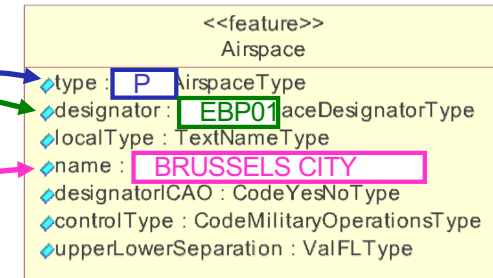 <<feature>>
Airspace
type : P AirspaceType
designator : EBP01 aceDesignatorType
localType : TextNameType
name : BRUSSELS CITY
designatorICAO : CodeYesNoType
controlType : CodeMilitaryOperationsType
upperLowerSeparation : ValFLType